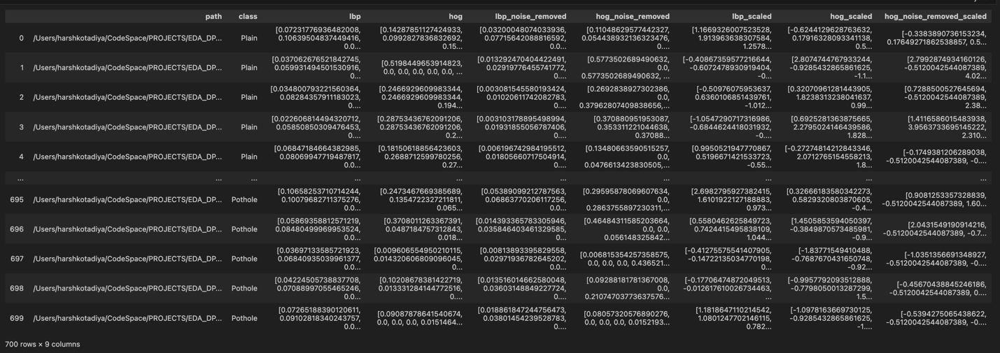 path class lbp hog lbp_noise_removed hog_noise_removed lbp_scaled hog_scaled hog_noise_removed_scaled
0 /Users/harshkotadiya/CodeSpace/PROJECTS/EDA_DP... Plain [0.07231776936482008, 0.1063950483744941‌6, 0.0... [0.14287851127424933, 0.0992827836832692, 0.15... [0.03200048074033936, 0.07715642088816592, 0.0... [0.11048629577442327, 0.054438932136323476, 0.... [1.1669326007523528, 1.913963638307584, 1.2578... [-0.6244129628763632, 0.17916328093341138, 0.5... [-0.3383890736153234, 0.17649271862538857, 0.5...
1 /Users/harshkotadiya/CodeSpace/PROJECTS/EDA_DP... Plain [0.037062676521842745, 0.059931494501530916, 0... [0.5198449653914823, 0.0, 0.0, 0.0, 0.0, 0.0, ... [0.013292470404422491, 0.02919776455741772, 0.... [0.5773502689490632, 0.0, 0.5773502689490632, ... [-0.40867359577216644, -0.6072478930919404, -0... [2.8074744767933244, -0.9285432865861625, -1.1... [2.7992874934160126, -0.5120042544087389, 4.02...
2 /Users/harshkotadiya/CodeSpace/PROJECTS/EDA_DP... Plain [0.034800793221560364, 0.08284357911183023, 0.... [0.2466929609983344, 0.2466929609983344, 0.194... [0.003081545580193424, 0.0102061174208278‌3, 0.... [0.2692838927302386, 0.0, 0.37962807409838656,... [-0.50976075953637, 0.6360106851439761, -1.012... [0.32070961281443905, 1.8238313238041637, 0.99... [0.7288500527645694, -0.5120042544087389, 2.38...
3 /Users/harshkotadiya/CodeSpace/PROJECTS/EDA_DP... Plain [0.022606814494320712, 0.05850850309476453, 0.... [0.28753436762091206, 0.28753436762091206, 0.2... [0.003103178895498994, 0.01931855056787406, 0.... [0.370880951953087, 0.353311221044638, 0.37088... [-1.0547290717316986, -0.6844624418031932, -0.... [0.6925281363875665, 2.2795024146439586, 1.828... [1.4116586015483938, 3.9563733695145222, 2.310...
4 /Users/harshkotadiya/CodeSpace/PROJECTS/EDA_DP... Plain [0.06847184664382985, 0.08069947719487817, 0.0... [0.18150618856423603, 0.2688712599780256, 0.27... [0.006196742984195512, 0.01805660717504914, 0.... [0.13480663590515257, 0.0, 0.0476613423830505,... [0.9950521947770867, 0.5196671421533723, -0.55... [-0.27274814212843346, 2.0712765154558213, 1.8... [-0.1749381206289038, -0.5120042544087389, -0....
... ... ... ... ... ... ... ... ... ...
695 /Users/harshkotadiya/CodeSpace/PROJECTS/EDA_DP... Pothole [0.10658253710714244, 0.10079682711375276, 0.0... [0.2473467669385689, 0.1354722327211811, 0.065... [0.05389099212787563, 0.06863770206117256, 0.0... [0.29595878069607634, 0.0, 0.2863755897230311,... [2.6982795927382415, 1.6101922127188883, 0.973... [0.32666183580342273, 0.5829320803870605, -0.4... [0.9081253357328839, -0.5120042544087389, 1.60...
696 /Users/harshkotadiya/CodeSpace/PROJECTS/EDA_DP... Pothole [0.05869358812571219, 0.08480499969953524, 0.0... [0.3708011263367391, 0.0487184757312843, 0.018... [0.014393365783305946, 0.035846403461329585, 0... [0.46484311585203664, 0.0, 0.0, 0.056148325842... [0.5580462625849723, 0.7424415495838109, 1.044... [1.4505853594050397, -0.3849870573485981, -0.9... [2.0431549190914216, -0.5120042544087389, -0.7...
697 /Users/harshkotadiya/CodeSpace/PROJECTS/EDA_DP... Pothole [0.03697133585721923, 0.06840935039961377, 0.0... [0.009606554950210115, 0.014320606809096045, 0... [0.00813893395829558, 0.02971936782645202, 0.0... [0.006815354257358575, 0.0, 0.0, 0.0, 0.436521... [-0.41275575541407905, -0.14722135034770198, 0... [-1.83771549410488, -0.7687670431650748, -0.92... [-1.0351356691348927, -0.5120042544087389, -0....
698 /Users/harshkotadiya/CodeSpace/PROJECTS/EDA_DP... Pothole [0.04224505738837708, 0.07088997055465246, 0.0... [0.10208678381422719, 0.013331284144772516, 0.... [0.013516014662580048, 0.03603148849227724, 0.... [0.09288181781367008, 0.0, 0.21074703773637576... [-0.17706474872049513, -0.012617610026734463, ... [-0.9957792093512888, -0.7798050013287299, 1.5... [-0.45670438845246186, -0.5120042544087389, 0....
699 /Users/harshkotadiya/CodeSpace/PROJECTS/EDA_DP... Pothole [0.07265188390120611, 0.09102818340243757, 0.0... [0.09087878641540674, 0.0, 0.0, 0.0, 0.0151464... [0.018861847244756473, 0.03801454239528783, 0.... [0.08057320576890276, 0.0, 0.0, 0.0, 0.0152193... [1.1818647110214542, 1.0801247702146115, 0.782... [-1.0978163669730125, -0.9285432865861625, -1.... [-0.5394275065438622, -0.5120042544087389, -0....
700 rows × 9 columns